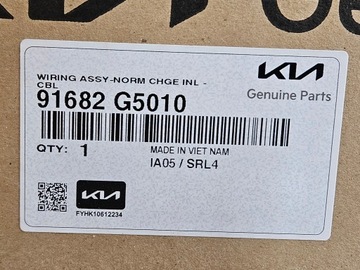 WIRING ASSY-NORM CHGE INL -
CBL
KIA
Genuine Parts
91682 G5010
QTY: 1
MADE IN VIET NAM
IA05 / SRL4
KIA
FYHK10612234